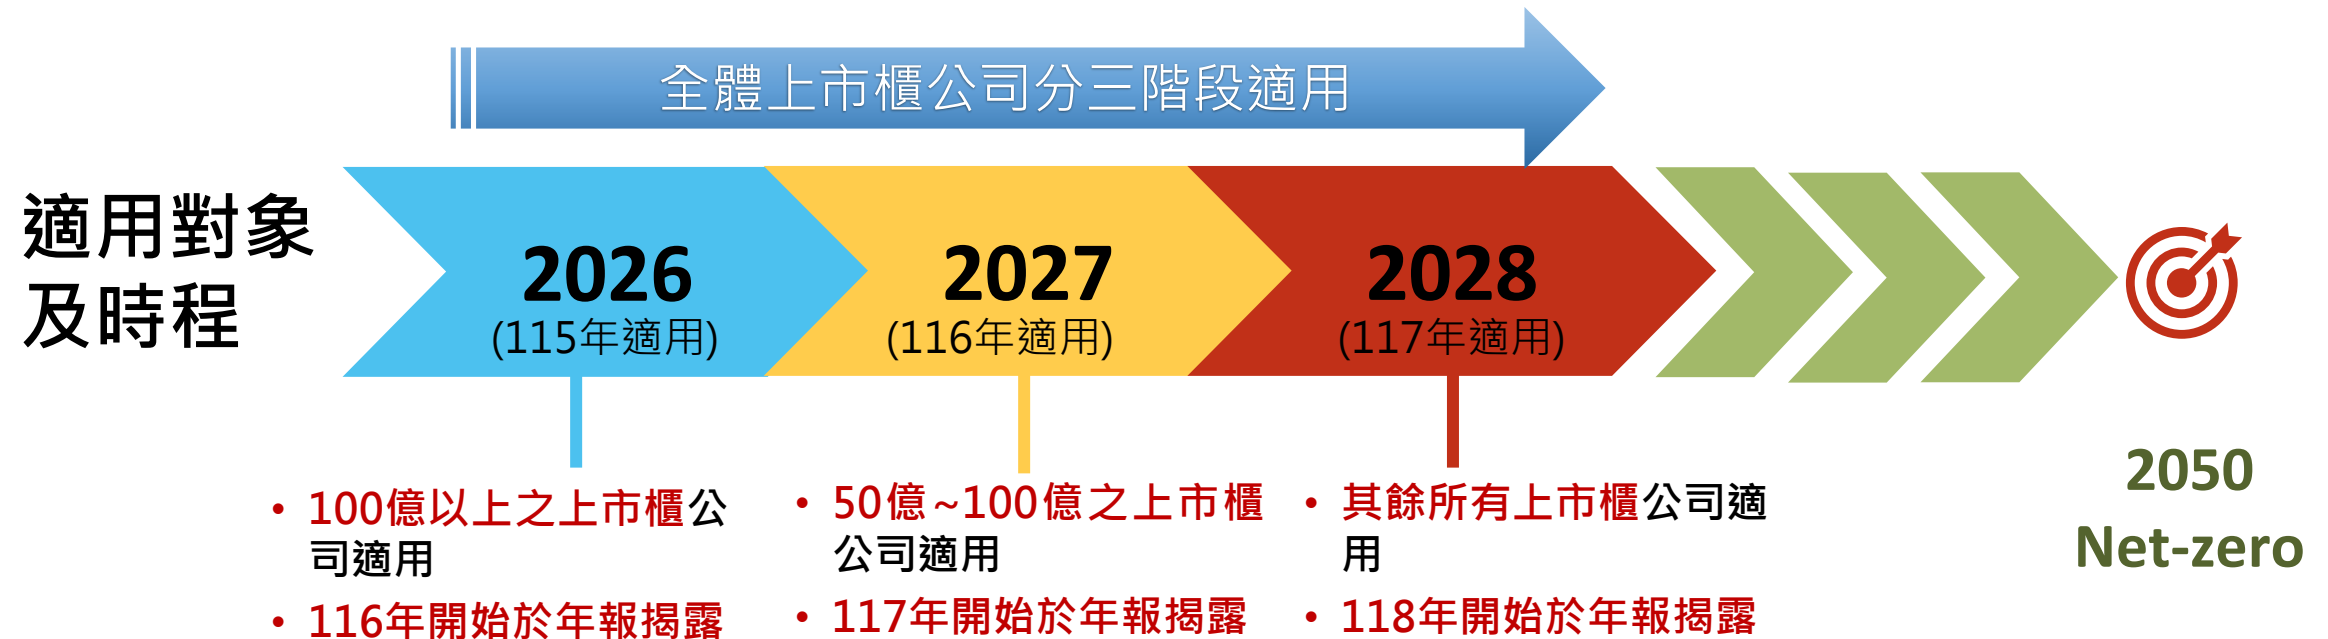 全體上市櫃公司分三階段適用
適用對象
及時程
2026
(115年適用)
2027
(116年適用)
2028
(117年適用)
• 100億以上之上市櫃公
司適用
• 116年開始於年報揭露
• 50億~100億之上市櫃
公司適用
• 117年開始於年報揭露
• 其餘所有上市櫃公司適
用
• 118年開始於年報揭露
2050
Net-zero